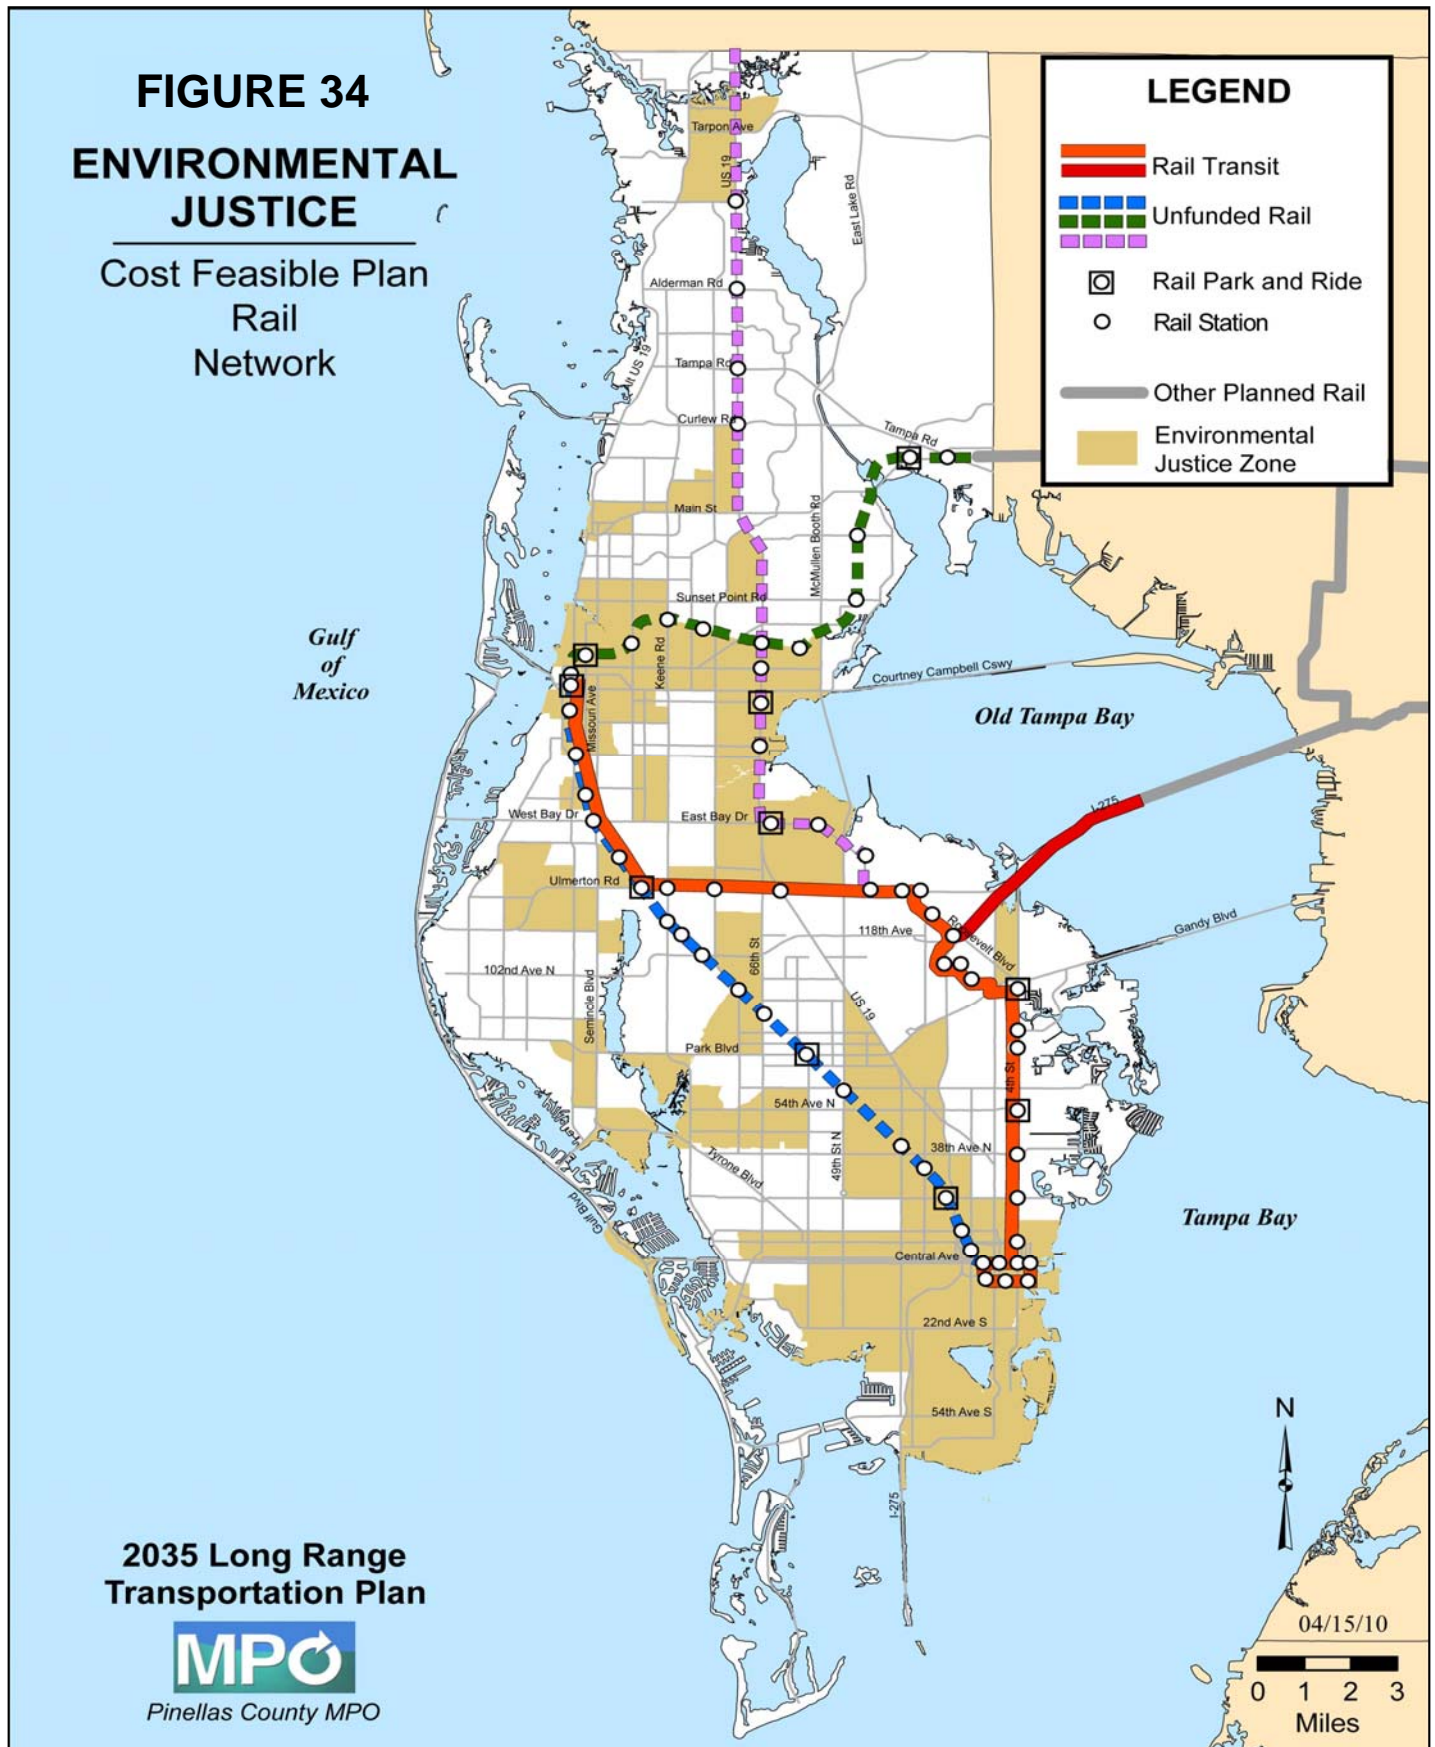 FIGURE 34
ENVIRONMENTAL
JUSTICE
Cost Feasible Plan
Rail
Network
LEGEND
Rail Transit
Unfunded Rail
Rail Park and Ride
Rail Station
Other Planned Rail
Environmental
Justice Zone
Tarpon Ave
US 19
East Lake Rd
Alderman Rd
Alt US 19
Tampa Rd
Curlew Rd
Tampa Rd
Main St
McMullen Booth Rd
Sunset Point Rd
Keene Rd
Gulf
of
Mexico
Courtney Campbell Cswy
Missouri Ave
Old Tampa Bay
I-275
West Bay Dr
East Bay Dr
Ulmerton Rd
118th Ave
Roosevelt Blvd
Gandy Blvd
66th St
102nd Ave N
Seminole Blvd
US 19
Park Blvd
4th St
54th Ave N
38th Ave N
49th St N
Tyrone Blvd
Gulf Blvd
Tampa Bay
Central Ave
22nd Ave S
54th Ave S
I-275
N
2035 Long Range
Transportation Plan
MPO
Pinellas County MPO
04/15/10
0 1 2 3
Miles